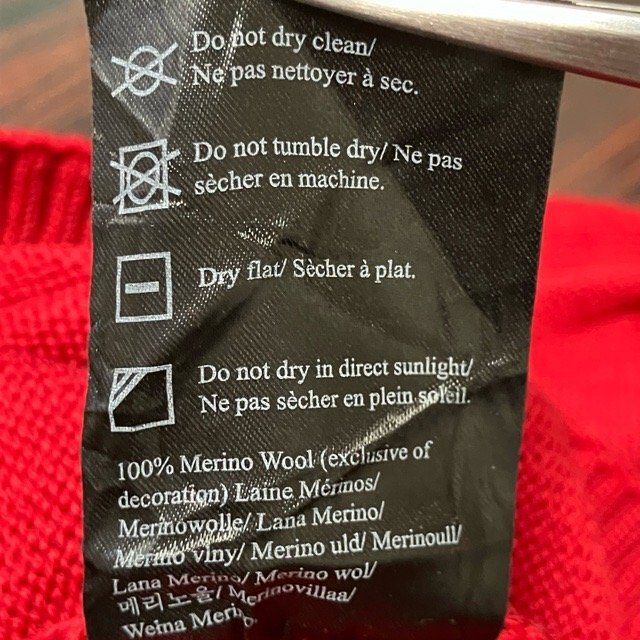 Do not dry clean/
Ne pas nettoyer à sec.
Do not tumble dry/ Ne pas
sècher en machine.
Dry flat/ Sècher à plat.
Do not dry in direct sunlight/
Ne pas sècher en plein soleil.
100% Merino Wool (exclusive of
decoration) Laine Mérinos/
Merinowolle/ Lana Merino/
Merino vlny/ Merino uld/ Merinoull/
Lana Merino/ Merino wol/
메리노울/ Merinovillaa/
Wełna